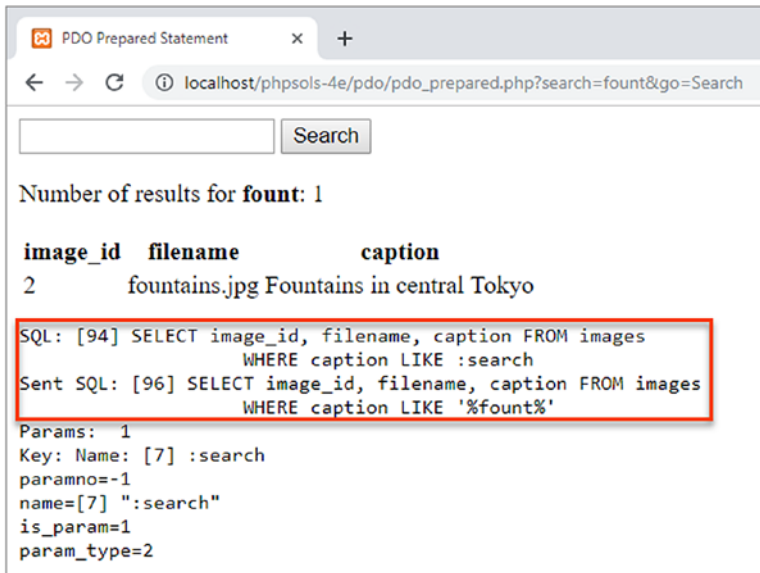 PDO Prepared Statement
localhost/phpsols-4e/pdo/pdo_prepared.php?search=fount&go=Search
Search
Number of results for fount: 1
image_id filename caption
2 fountains.jpg Fountains in central Tokyo
SQL: [94] SELECT image_id, filename, caption FROM images
WHERE caption LIKE :search
Sent SQL: [96] SELECT image_id, filename, caption FROM images
WHERE caption LIKE '%fount%'
Params: 1
Key: Name: [7] :search
paramno=-1
name=[7] ":search"
is_param=1
param_type=2